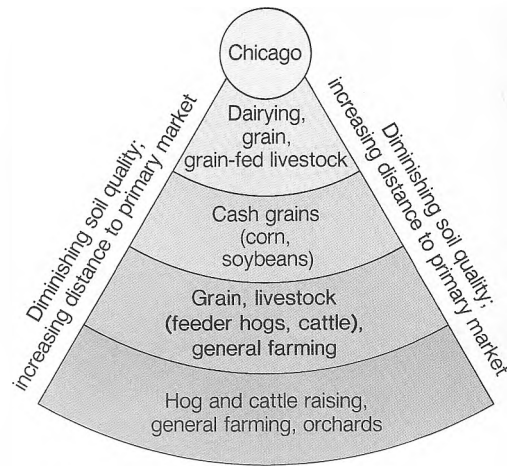 Chicago
Dairying,
grain,
grain-fed livestock
Cash grains
(corn,
soybeans)
Grain, livestock
(feeder hogs, cattle),
general farming
Hog and cattle raising,
general farming, orchards
Diminishing soil quality;
increasing distance to primary market
Diminishing soil quality;
increasing distance to primary market